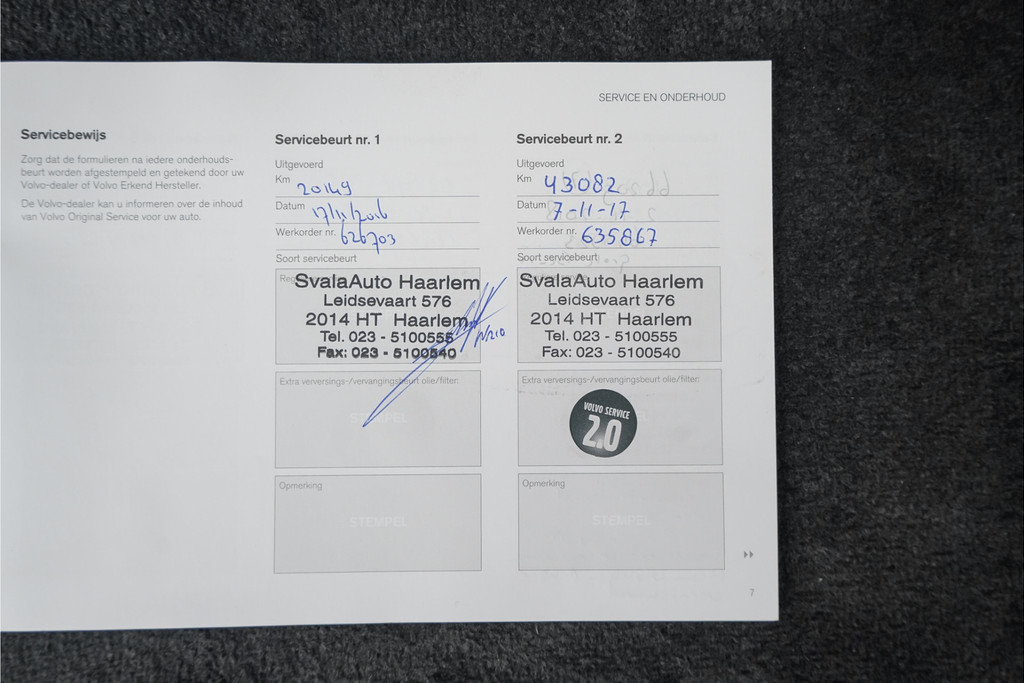 SERVICE EN ONDERHOUD
Servicebewijs
Zorg dat de formulieren na iedere onderhouds-
beurt worden afgestempeld en getekend door uw
Volvo-dealer of Volvo Erkend Hersteller.
De Volvo-dealer kan u informeren over de inhoud
van Volvo Original Service voor uw auto.
Servicebeurt nr. 1
Uitgevoerd
Km 20149
Datum 17/11/2016
Werkorder nr. 626703
Soort servicebeurt
SvalaAuto Haarlem
Leidsevaart 576
2014 HT Haarlem
Tel. 023 - 5100555
Fax: 023 - 5100540
Extra verversings-/vervangingsbeurt olie/filter:
STEMPEL
Opmerking
STEMPEL
Servicebeurt nr. 2
Uitgevoerd
Km 43082
Datum 7-11-17
Werkorder nr. 635867
Soort servicebeurt
SvalaAuto Haarlem
Leidsevaart 576
2014 HT Haarlem
Tel. 023 - 5100555
Fax: 023 - 5100540
Extra verversings-/vervangingsbeurt olie/filter:
VOLVO SERVICE
2.0
Opmerking
STEMPEL
7